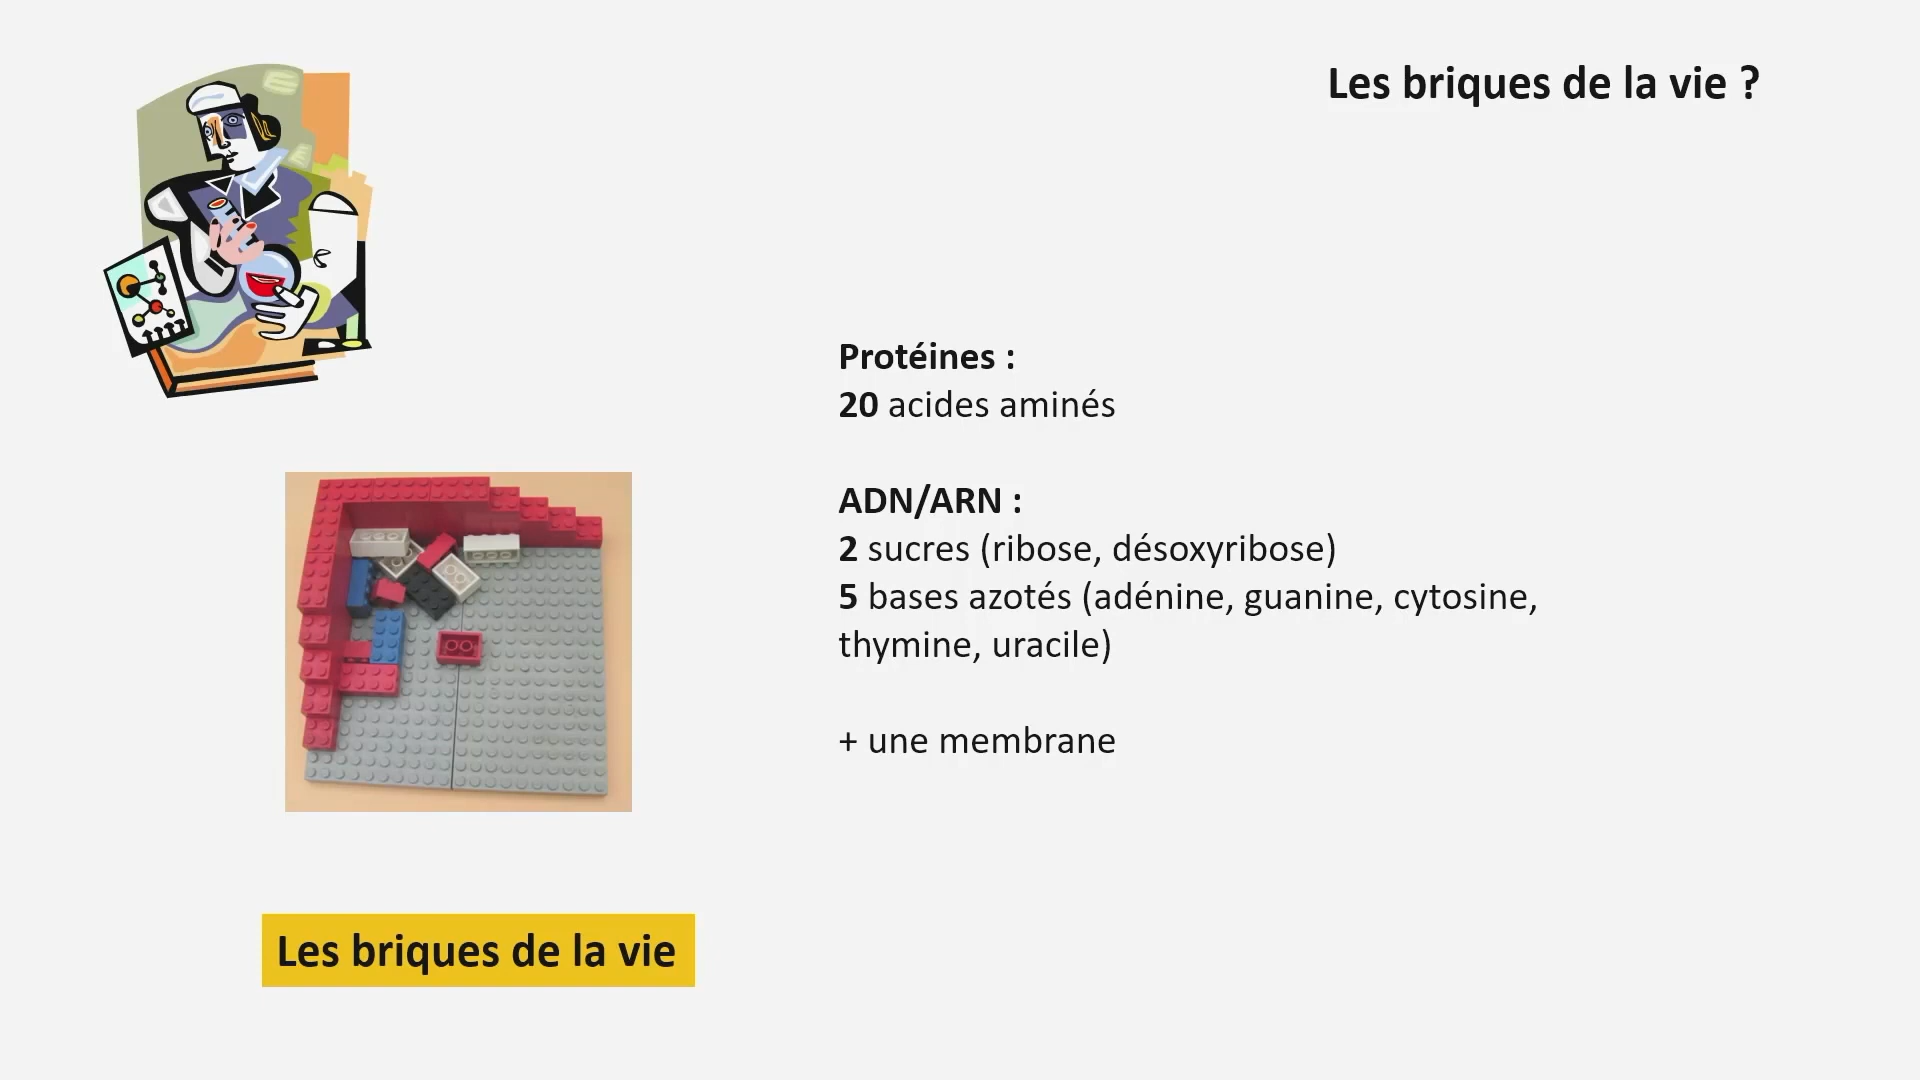 Les briques de la vie ?
Protéines :
20 acides aminés
ADN/ARN :
2 sucres (ribose, désoxyribose)
5 bases azotés (adénine, guanine, cytosine,
thymine, uracile)
+ une membrane
Les briques de la vie